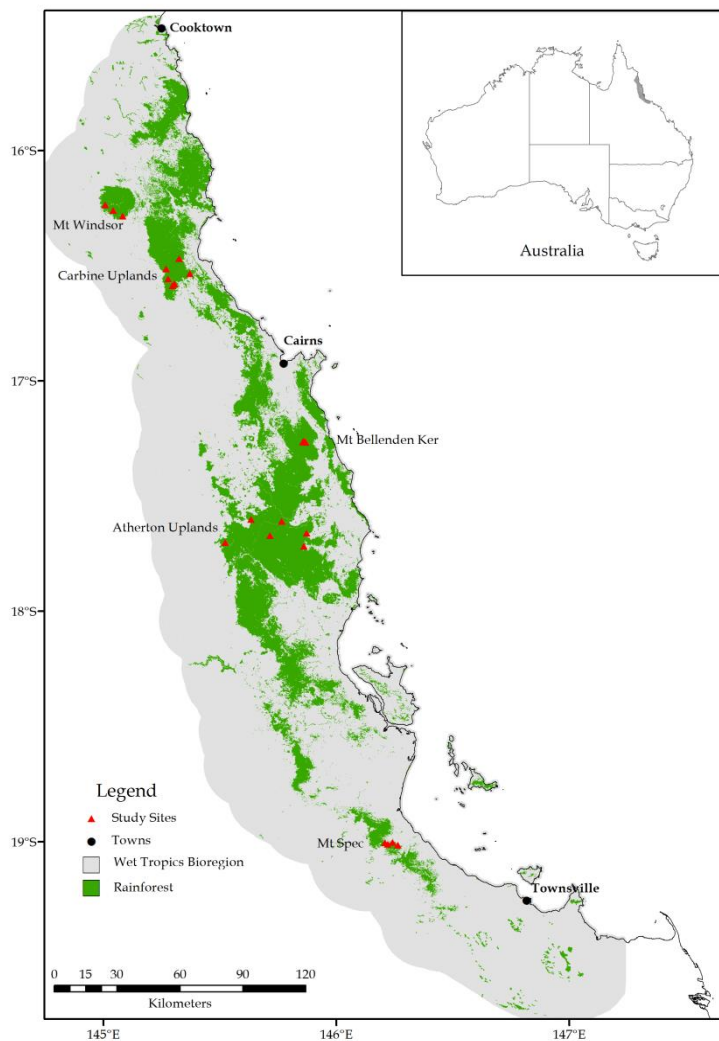 Cooktown
16°S
Mt Windsor
Carbine Uplands
Australia
Cairns
17°S
Mt Bellenden Ker
Atherton Uplands
18°S
Legend
Study Sites
Towns
Wet Tropics Bioregion
Rainforest
19°S
Mt Spec
Townsville
0 15 30 60 90 120
Kilometers
145°E 146°E 147°E